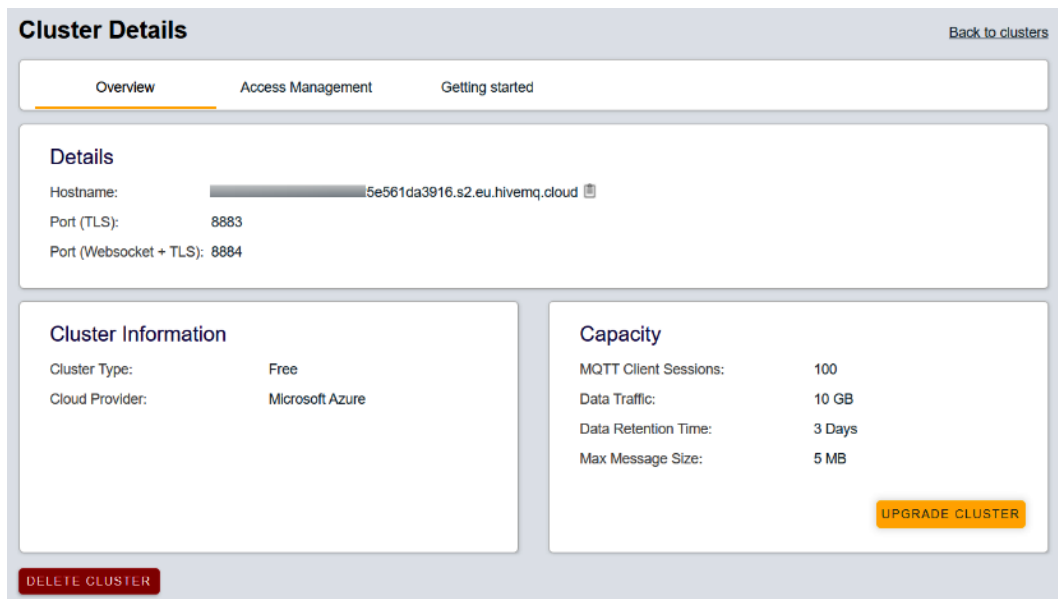 Cluster Details
Back to clusters
Overview Access Management Getting started
Details
Hostname: 5e561da3916.s2.eu.hivemq.cloud
Port (TLS): 8883
Port (Websocket + TLS): 8884
Cluster Information
Cluster Type: Free
Cloud Provider: Microsoft Azure
Capacity
MQTT Client Sessions: 100
Data Traffic: 10 GB
Data Retention Time: 3 Days
Max Message Size: 5 MB
UPGRADE CLUSTER
DELETE CLUSTER